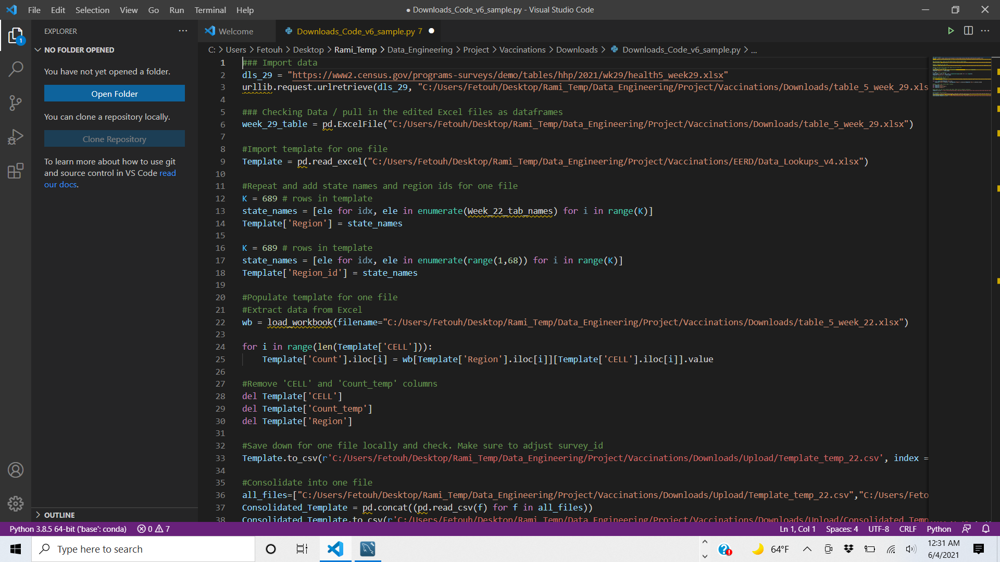 File Edit Selection View Go Run Terminal Help
● Downloads_Code_v6_sample.py - Visual Studio Code
EXPLORER
NO FOLDER OPENED
You have not yet opened a folder.
Open Folder
You can clone a repository locally.
Clone Repository
To learn more about how to use git
and source control in VS Code read
our docs.
OUTLINE
1
Welcome
Downloads_Code_v6_sample.py 7
C: > Users > Fetouh > Desktop > Rami_Temp > Data_Engineering > Project > Vaccinations > Downloads > Downloads_Code_v6_sample.py > ...
1 ### Import data
2 dls_29 = "https://www2.census.gov/programs-surveys/demo/tables/hhp/2021/wk29/health5_week29.xlsx"
3 urllib.request.urlretrieve(dls_29, "C:/Users/Fetouh/Desktop/Rami_Temp/Data_Engineering/Project/Vaccinations/Downloads/table_5_week_29.xls
4
5 ### Checking Data / pull in the edited Excel files as dataframes
6 week_29_table = pd.ExcelFile("C:/Users/Fetouh/Desktop/Rami_Temp/Data_Engineering/Project/Vaccinations/Downloads/table_5_week_29.xlsx")
7
8 #Import template for one file
9 Template = pd.read_excel("C:/Users/Fetouh/Desktop/Rami_Temp/Data_Engineering/Project/Vaccinations/EERD/Data_Lookups_v4.xlsx")
10
11 #Repeat and add state names and region ids for one file
12 K = 689 # rows in template
13 state_names = [ele for idx, ele in enumerate(Week_22_tab_names) for i in range(K)]
14 Template['Region'] = state_names
15
16 K = 689 # rows in template
17 state_names = [ele for idx, ele in enumerate(range(1,68)) for i in range(K)]
18 Template['Region_id'] = state_names
19
20 #Populate template for one file
21 #Extract data from Excel
22 wb = load_workbook(filename="C:/Users/Fetouh/Desktop/Rami_Temp/Data_Engineering/Project/Vaccinations/Downloads/table_5_week_22.xlsx")
23
24 for i in range(len(Template['CELL'])):
25 Template['Count'].iloc[i] = wb[Template['Region'].iloc[i]][Template['CELL'].iloc[i]].value
26
27 #Remove 'CELL' and 'Count_temp' columns
28 del Template['CELL']
29 del Template['Count_temp']
30 del Template['Region']
31
32 #Save down for one file locally and check. Make sure to adjust survey_id
33 Template.to_csv(r'C:/Users/Fetouh/Desktop/Rami_Temp/Data_Engineering/Project/Vaccinations/Downloads/Upload/Template_temp_22.csv', index =
34
35 #Consolidate into one file
36 all_files=["C:/Users/Fetouh/Desktop/Rami_Temp/Data_Engineering/Project/Vaccinations/Downloads/Upload/Template_temp_22.csv","C:/Users/Feto
37 Consolidated_Template = pd.concat((pd.read_csv(f) for f in all_files))
38 Consolidated_Template.to_csv(r'C:/Users/Fetouh/Desktop/Rami_Temp/Data_Engineering/Project/Vaccinations/Downloads/Upload/Consolidated_Temp
Python 3.8.5 64-bit ('base': conda) 0 7
Ln 1, Col 1 Spaces: 4 UTF-8 CRLF Python
Type here to search
64°F
12:31 AM
6/4/2021